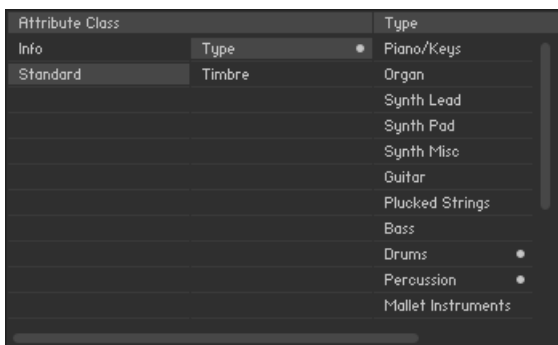 Attribute Class Type
Info Type Piano/Keys
Standard Timbre Organ
Synth Lead
Synth Pad
Synth Misc
Guitar
Plucked Strings
Bass
Drums
Percussion
Mallet Instruments